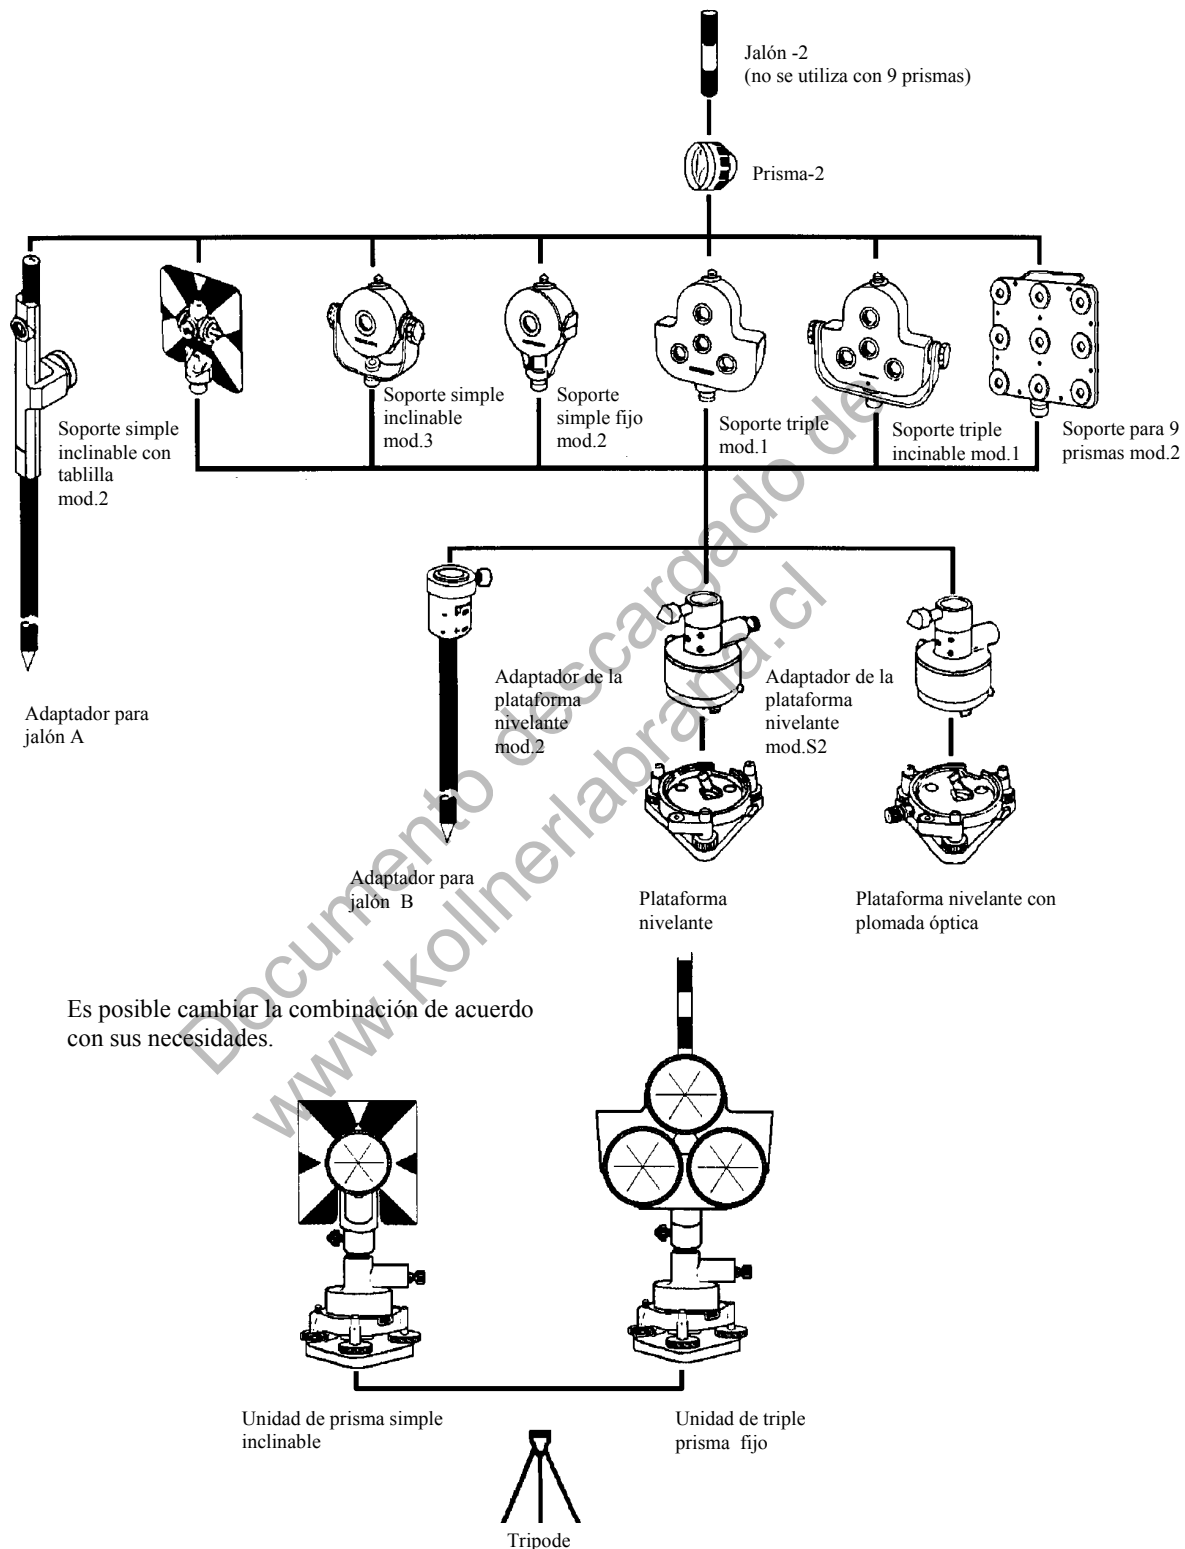 Jalón -2
(no se utiliza con 9 prismas)
Prisma-2
Soporte simple
inclinable con
tablilla
mod.2
Soporte simple
inclinable
mod.3
Soporte
simple fijo
mod.2
Soporte triple
mod.1
Soporte triple
incinable mod.1
Soporte para 9
prismas mod.2
Adaptador para
jalón A
Adaptador de la
plataforma
nivelante
mod.2
Adaptador de la
plataforma
nivelante
mod.S2
Adaptador para
jalón B
Plataforma
nivelante
Plataforma nivelante con
plomada óptica
Documento descargado de
www.kollnerlabrana.cl
Es posible cambiar la combinación de acuerdo
con sus necesidades.
Unidad de prisma simple
inclinable
Unidad de triple
prisma fijo
Tripode